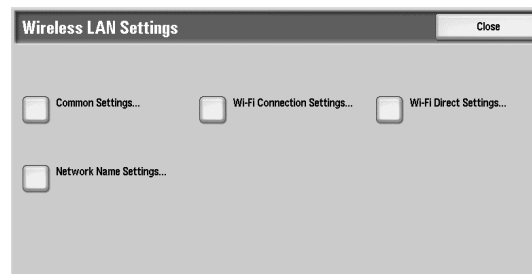 Wireless LAN Settings
Close
Common Settings...
Wi-Fi Connection Settings...
Wi-Fi Direct Settings...
Network Name Settings...